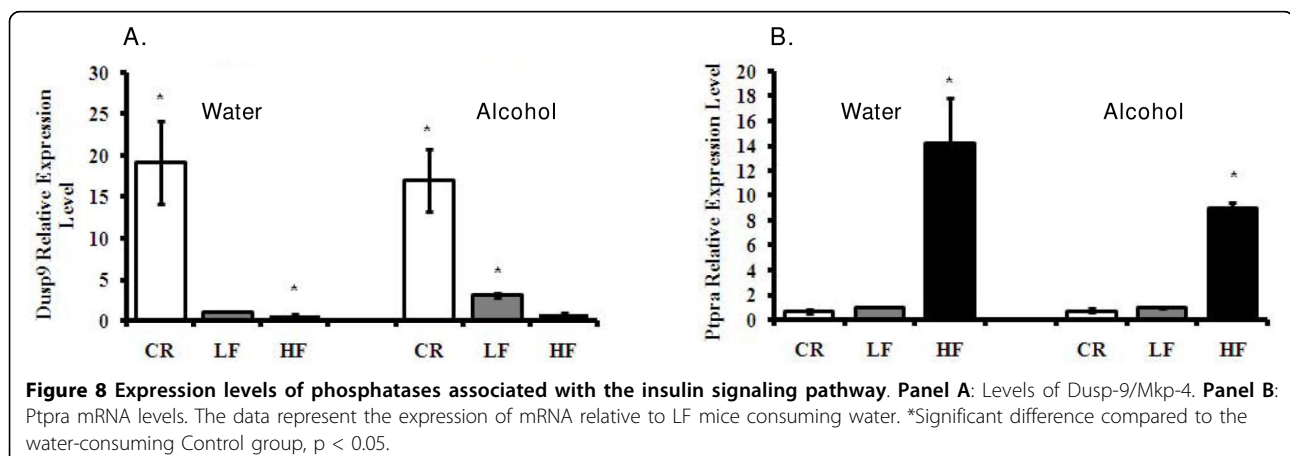 A.
30
25
20
15
10
5
0
Dusp9 Relative Expression
Level
*
Water
*
*
Alcohol
*
CR LF HF CR LF HF
B.
20
18
16
14
12
10
8
6
4
2
0
Ptpra Relative Expression Level
Water
*
Alcohol
*
CR LF HF CR LF HF
Figure 8 Expression levels of phosphatases associated with the insulin signaling pathway. Panel A: Levels of Dusp-9/Mkp-4. Panel B:
Ptpra mRNA levels. The data represent the expression of mRNA relative to LF mice consuming water. *Significant difference compared to the
water-consuming Control group, p < 0.05.